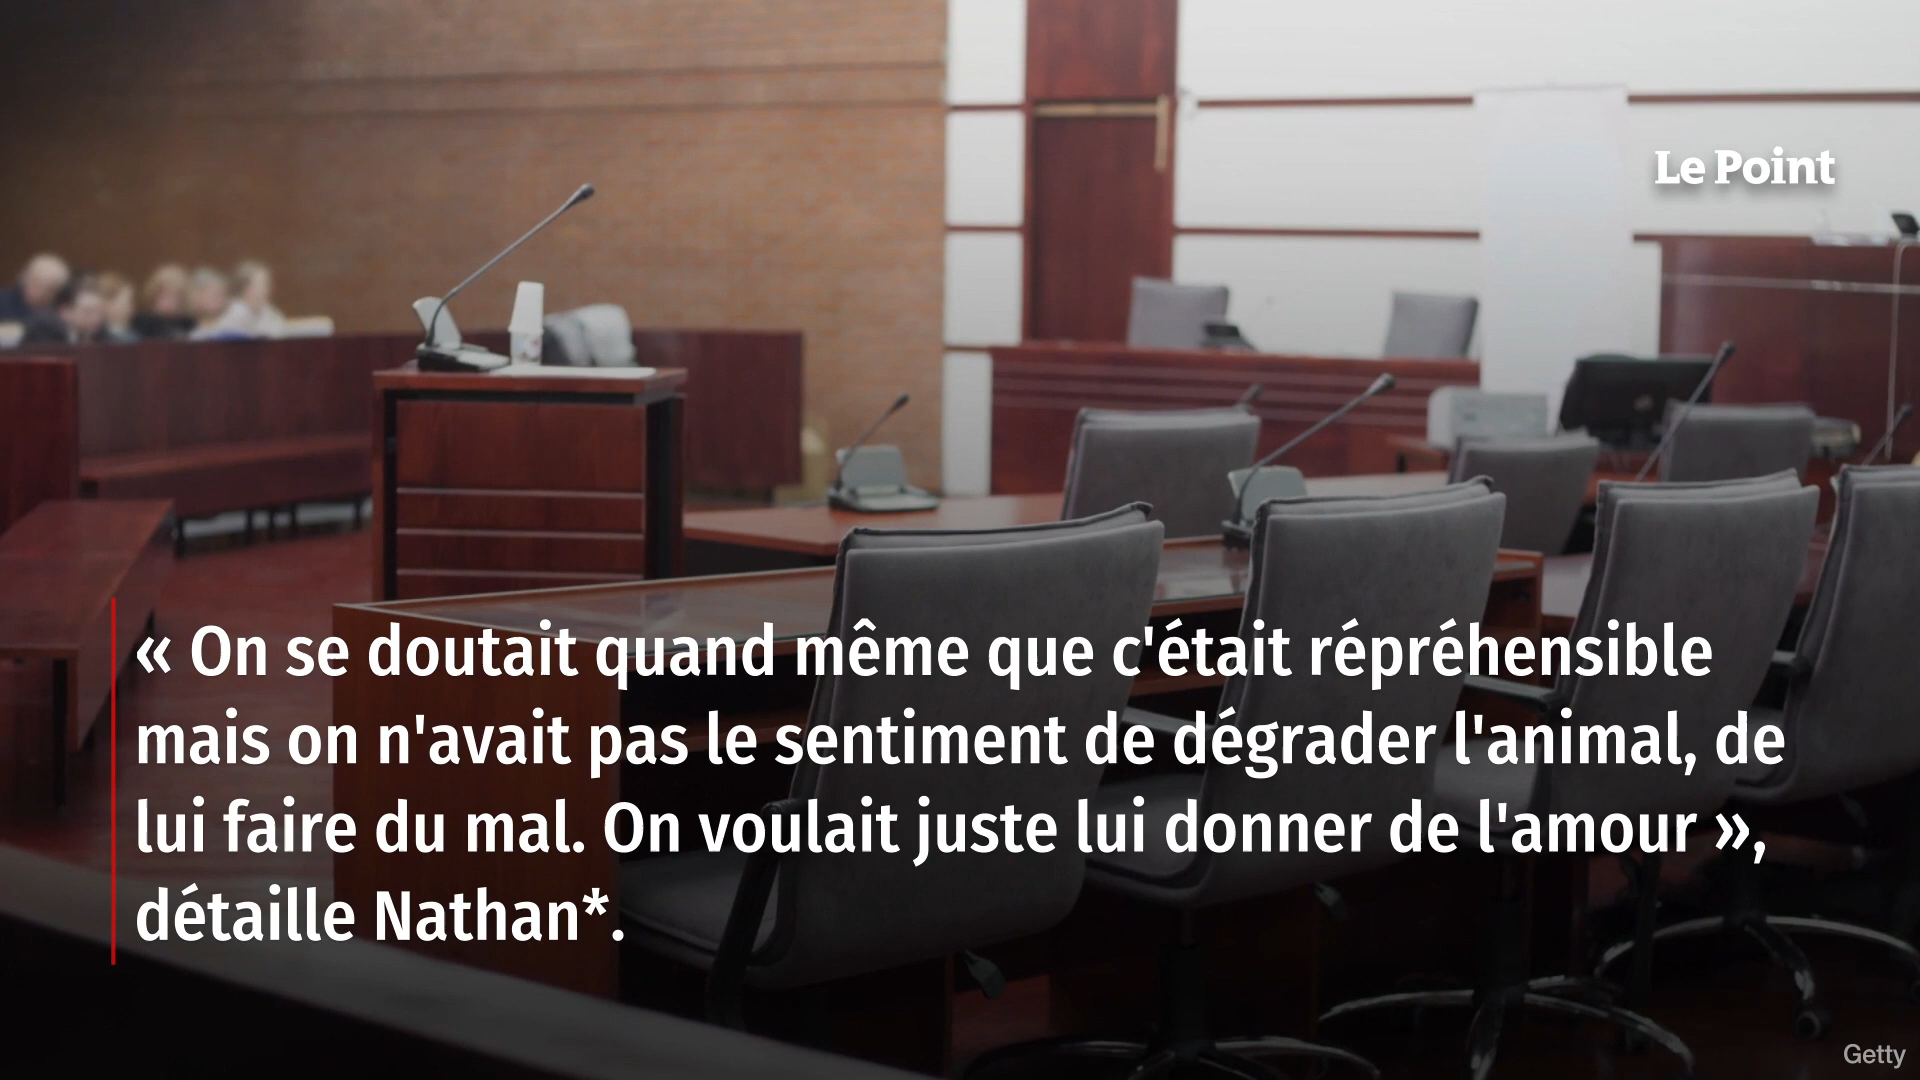 Le Point
« On se doutait quand même que c'était répréhensible
mais on n'avait pas le sentiment de dégrader l'animal, de
lui faire du mal. On voulait juste lui donner de l'amour »,
détaille Nathan*.
Getty